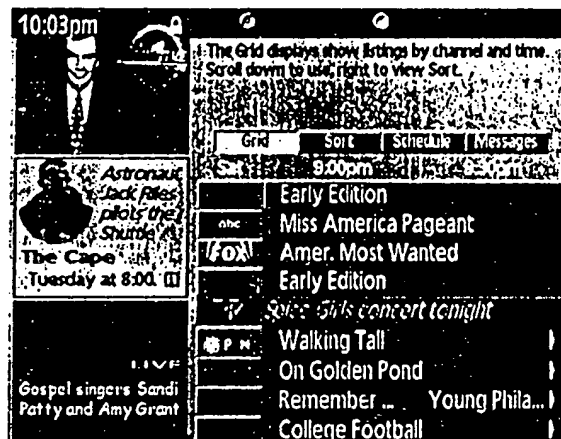 10:03pm
The Grid displays show listings by channel and time.
Scroll down to use, right to view Sort.
Grid Sort Schedule Messages
9:00pm
Early Edition
abc Miss America Pageant
FOX Amer. Most Wanted
Early Edition
Spice Girls concert tonight
Walking Tall
On Golden Pond
Remember ... Young Phila...
College Football
Astronaut
Jack Riles
pilots the
Shuttle
The Cape
Tuesday at 8:00
LIVE
Gospel singers Sandi
Patty and Amy Grant